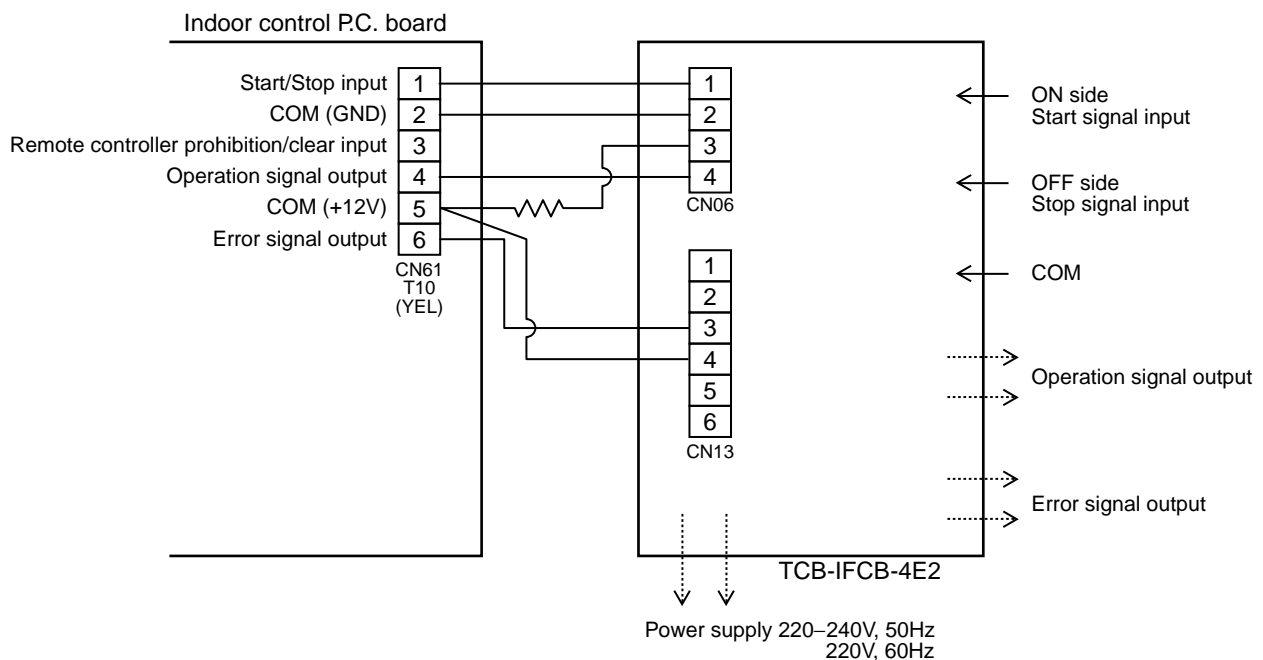 Indoor control P.C. board
Start/Stop input 1
COM (GND) 2
Remote controller prohibition/clear input 3
Operation signal output 4
COM (+12V) 5
Error signal output 6
CN61
T10
(YEL)
1
2
3
4
CN06
1
2
3
4
5
6
CN13
ON side
Start signal input
OFF side
Stop signal input
COM
Operation signal output
Error signal output
TCB-IFCB-4E2
Power supply 220–240V, 50Hz
220V, 60Hz